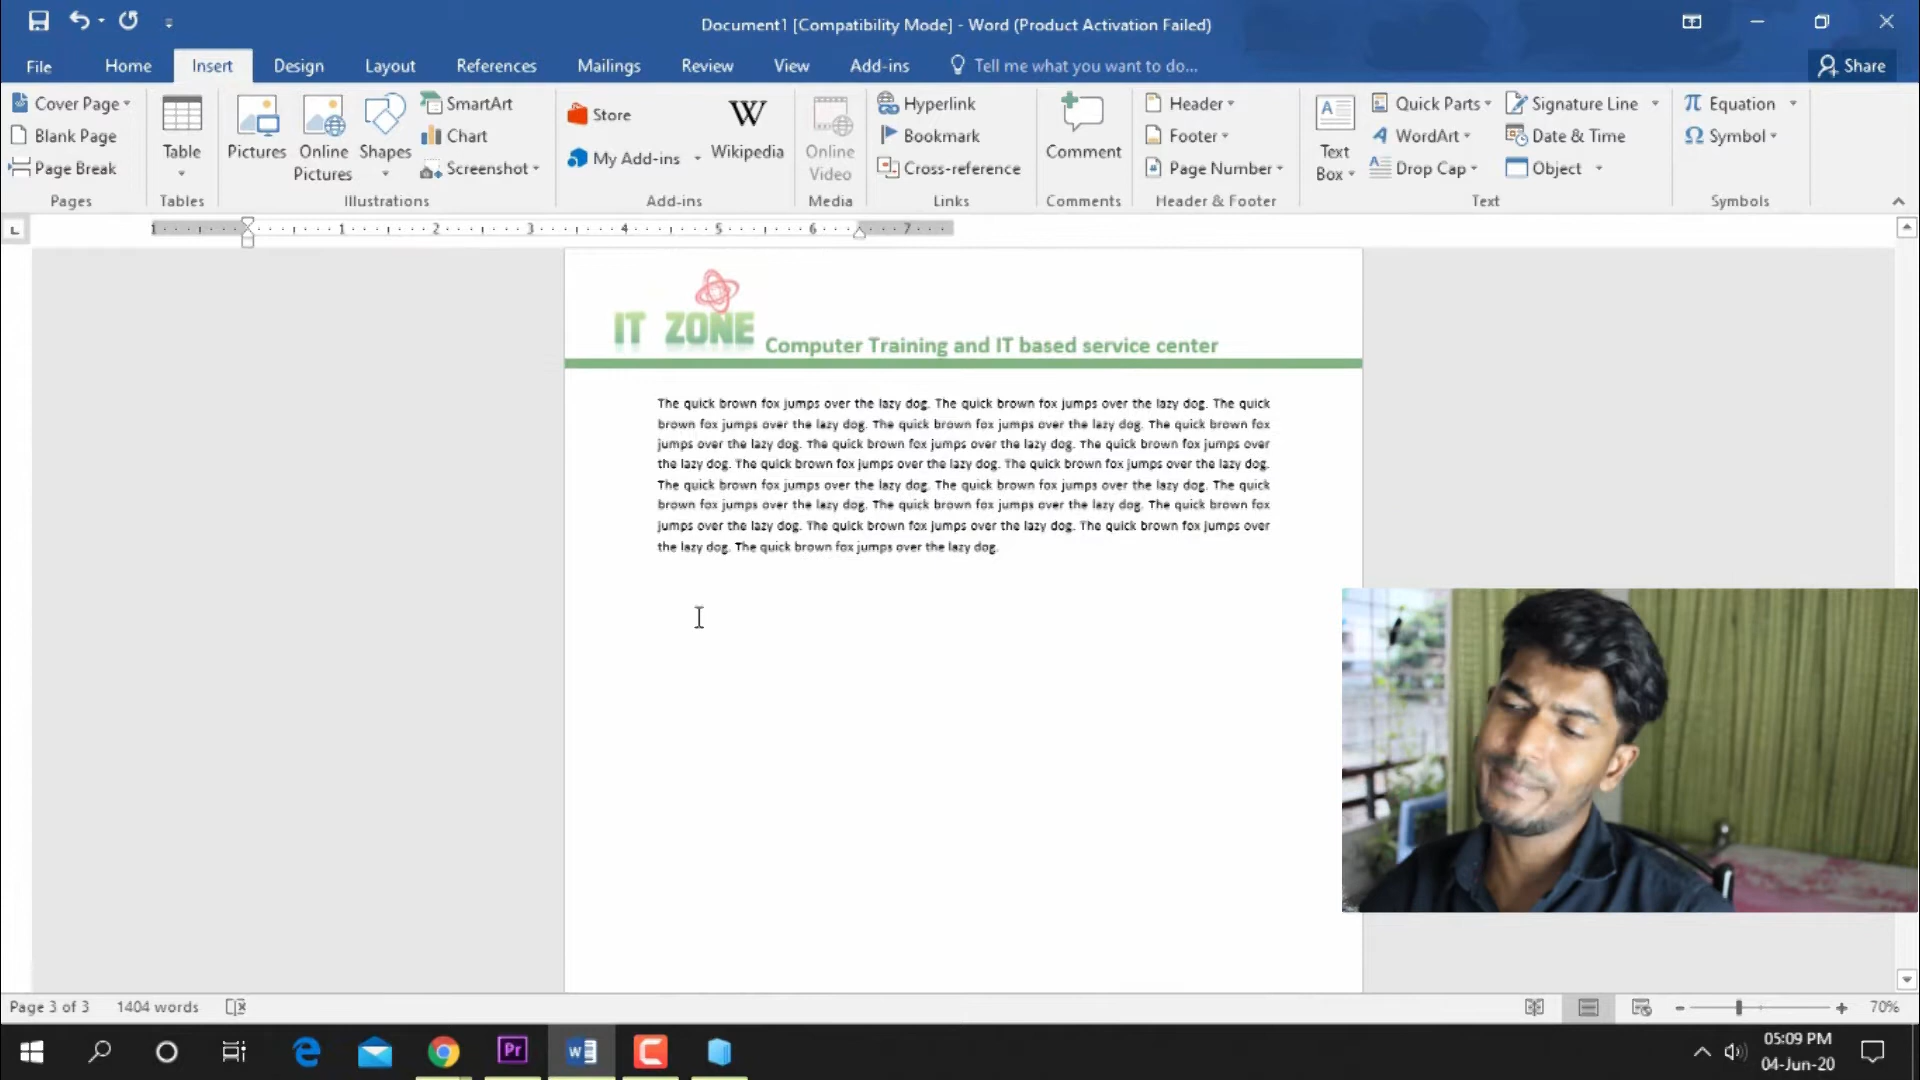 Document1 [Compatibility Mode] - Word (Product Activation Failed)
File Home Insert Design Layout References Mailings Review View Add-ins Tell me what you want to do... Share
Cover Page
Blank Page
Page Break
Pages
Table
Tables
Pictures
Online Pictures
Shapes
SmartArt
Chart
Screenshot
Illustrations
Store
My Add-ins
W
Wikipedia
Add-ins
Online Video
Media
Hyperlink
Bookmark
Cross-reference
Links
Comment
Comments
Header
Footer
Page Number
Header & Footer
A
Text Box
Quick Parts
WordArt
Drop Cap
Signature Line
Date & Time
Object
Text
π Equation
Ω Symbol
Symbols
1 1 2 3 4 5 6 7
IT ZONE Computer Training and IT based service center
The quick brown fox jumps over the lazy dog. The quick brown fox jumps over the lazy dog. The quick
brown fox jumps over the lazy dog. The quick brown fox jumps over the lazy dog. The quick brown fox
jumps over the lazy dog. The quick brown fox jumps over the lazy dog. The quick brown fox jumps over
the lazy dog. The quick brown fox jumps over the lazy dog. The quick brown fox jumps over the lazy dog.
The quick brown fox jumps over the lazy dog. The quick brown fox jumps over the lazy dog. The quick
brown fox jumps over the lazy dog. The quick brown fox jumps over the lazy dog. The quick brown fox
jumps over the lazy dog. The quick brown fox jumps over the lazy dog. The quick brown fox jumps over
the lazy dog. The quick brown fox jumps over the lazy dog.
Page 3 of 3 1404 words 70%
Pr
05:09 PM
04-Jun-20